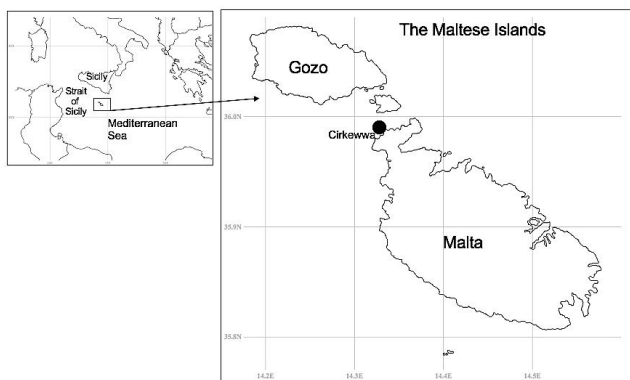 Sicily
Strait
of
Sicily
Mediterranean
Sea
The Maltese Islands
Gozo
36.0N
Cirkewwa
35.9N
Malta
35.8N
14.2E 14.3E 14.4E 14.5E